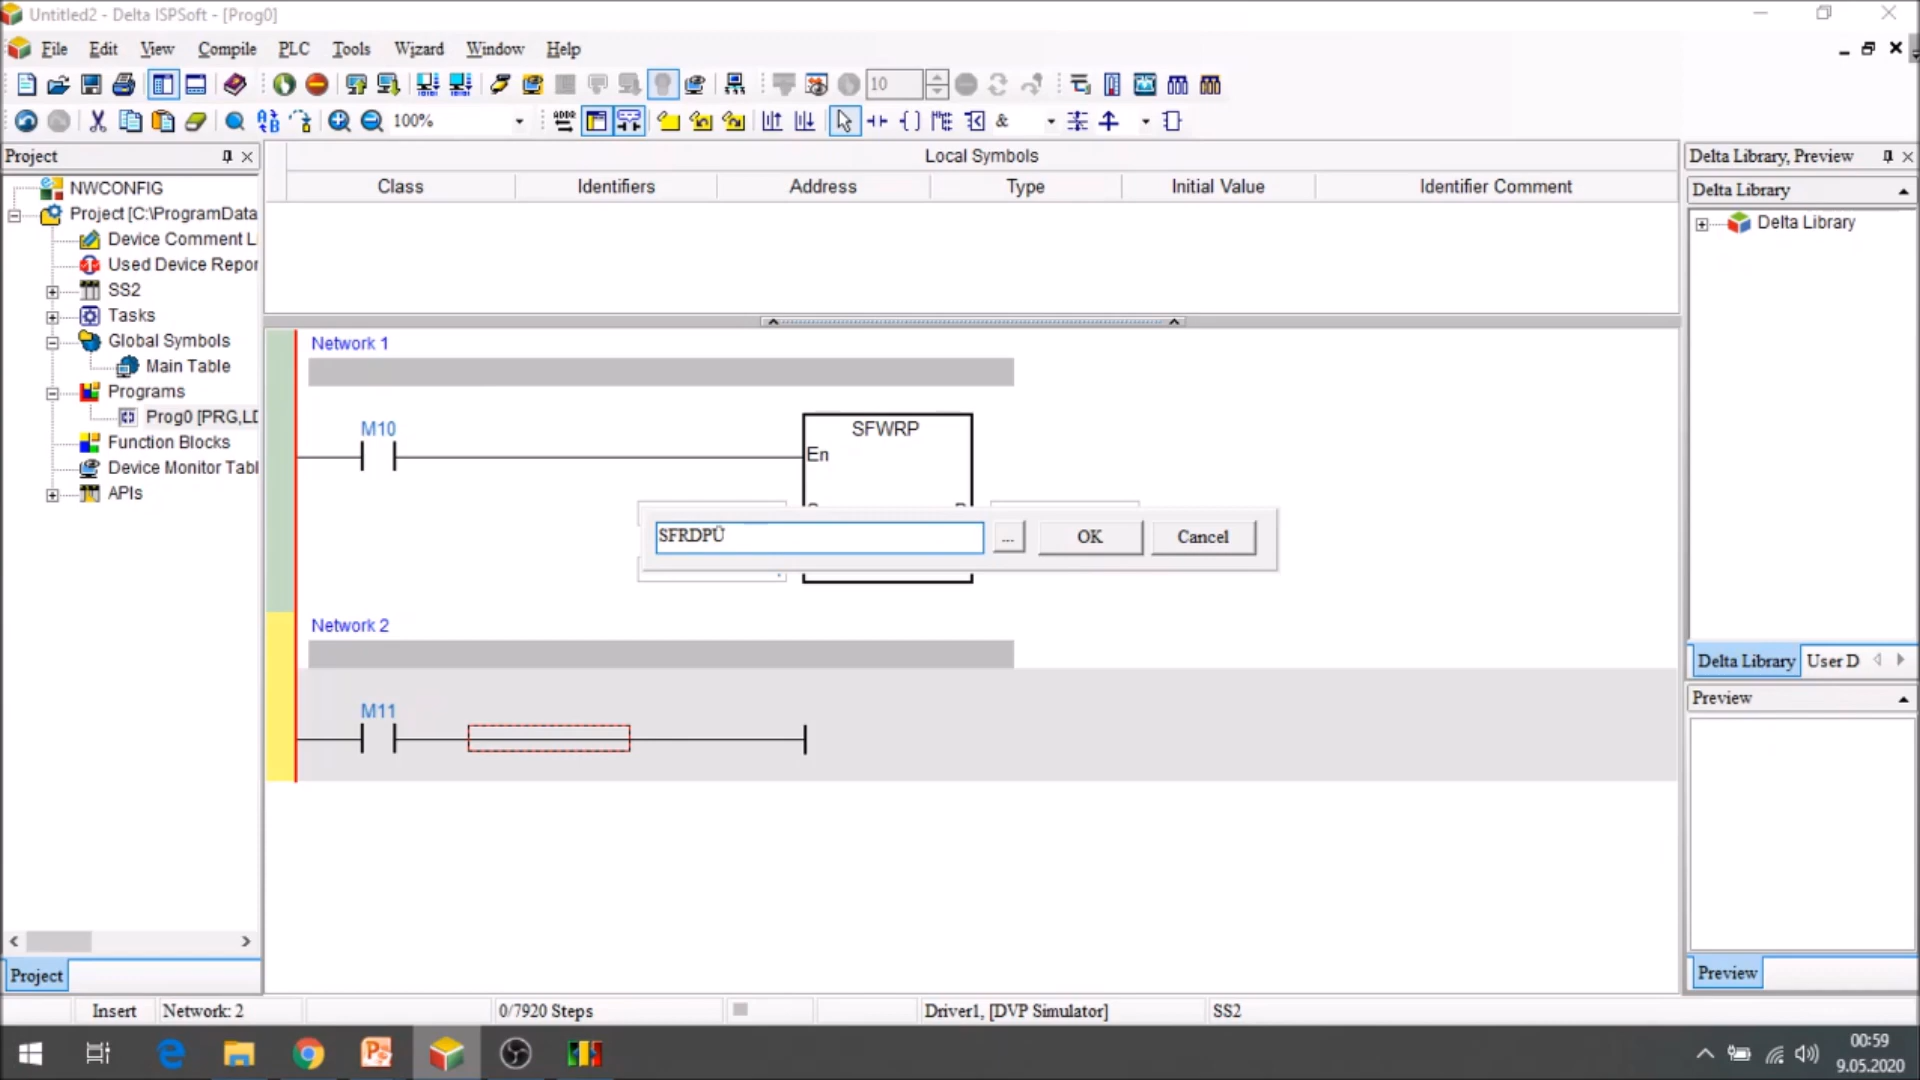 Untitled2 - Delta ISPSoft - [Prog0]
File Edit View Compile PLC Tools Wizard Window Help
10
100%
ADDR
&
Project
NWCONFIG
Project [C:\ProgramData
Device Comment L
Used Device Repor
SS2
Tasks
Global Symbols
Main Table
Programs
Prog0 [PRG,LD
Function Blocks
Device Monitor Tabl
APIs
Project
Local Symbols
Class Identifiers Address Type Initial Value Identifier Comment
Network 1
M10
SFWRP
En
SFRDPÜ
... OK Cancel
Network 2
M11
Delta Library, Preview
Delta Library
Delta Library
Delta Library User D
Preview
Preview
Insert Network: 2 0/7920 Steps Driver1, [DVP Simulator] SS2
00:59
9.05.2020